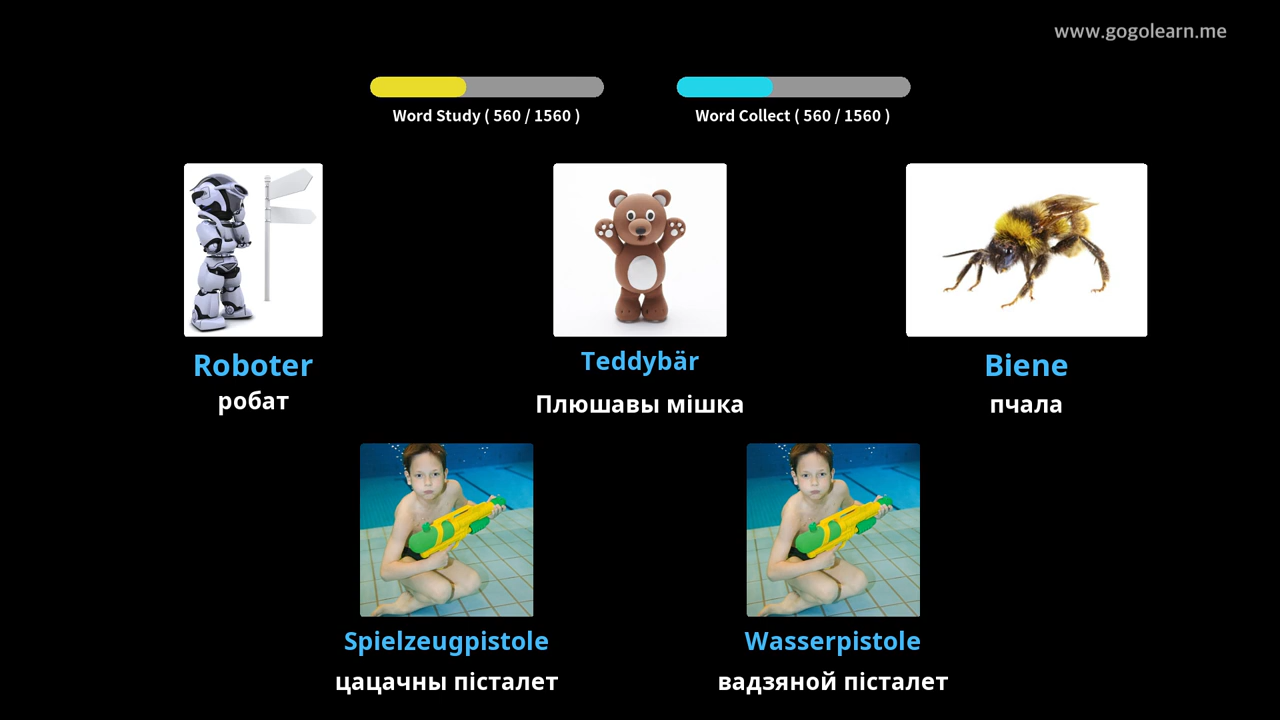 www.gogolearn.me
Word Study ( 560 / 1560 )
Word Collect ( 560 / 1560 )
Roboter
робат
Teddybär
Плюшавы мішка
Biene
пчала
Spielzeugpistole
цацачны пісталет
Wasserpistole
вадзяной пісталет